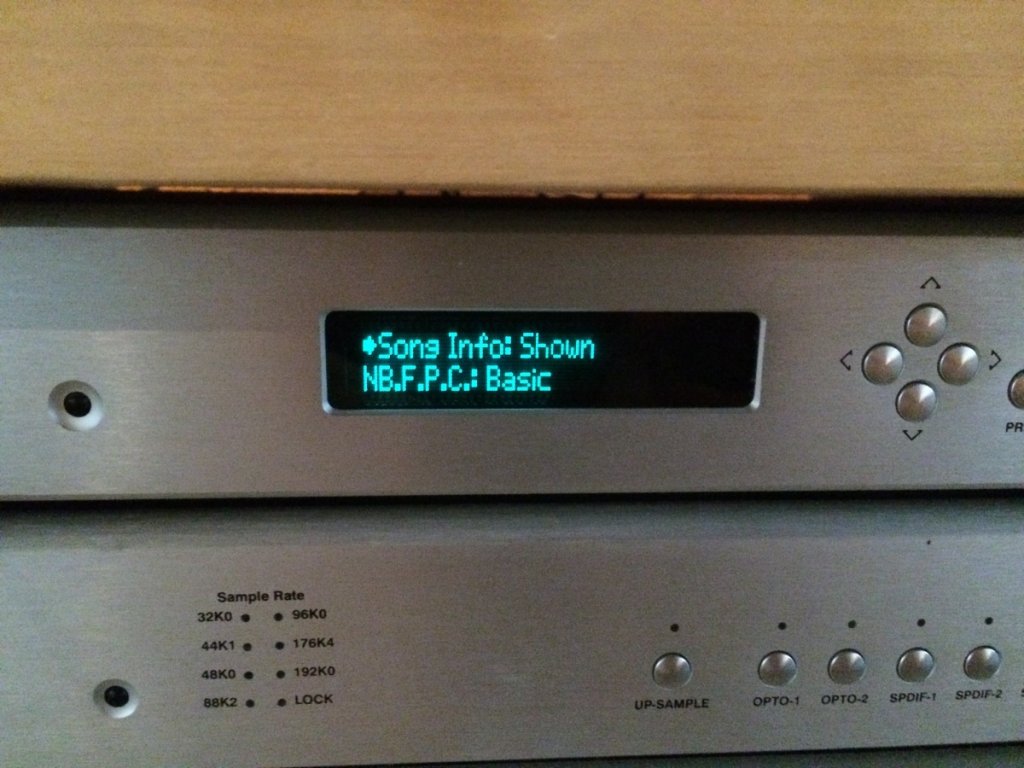 Song Info: Shown
NB.F.P.C.: Basic
PR
Sample Rate
32K0 96K0
44K1 176K4
48K0 192K0
88K2 LOCK
UP-SAMPLE OPTO-1 OPTO-2 SPDIF-1 SPDIF-2 S